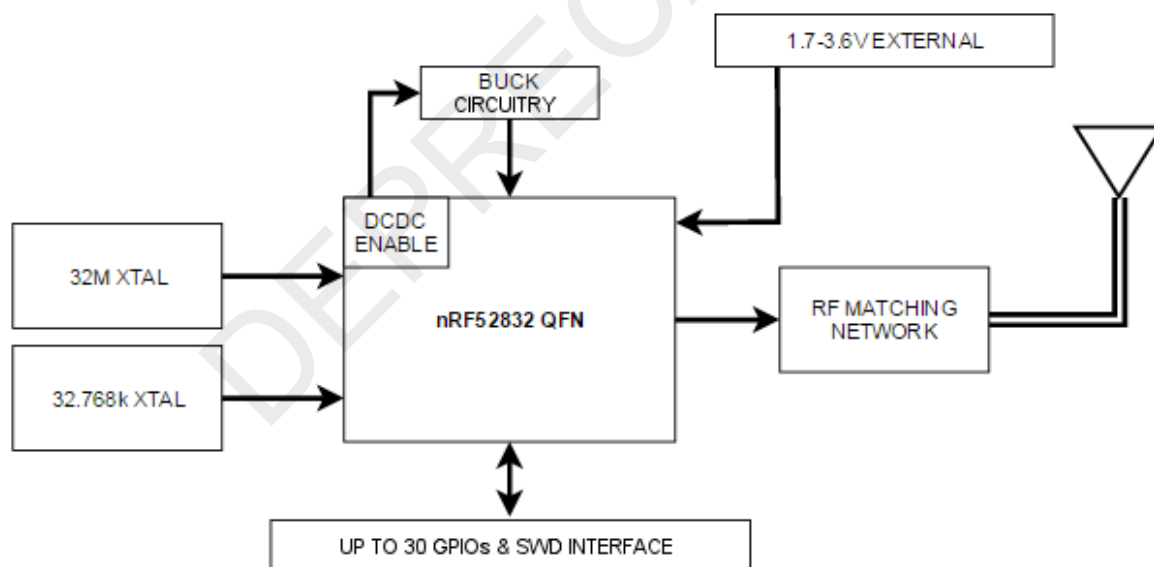 1.7-3.6V EXTERNAL
BUCK
CIRCUITRY
DCDC
ENABLE
32M XTAL
nRF52832 QFN
RF MATCHING
NETWORK
32.768k XTAL
UP TO 30 GPIOs & SWD INTERFACE
DEPREC